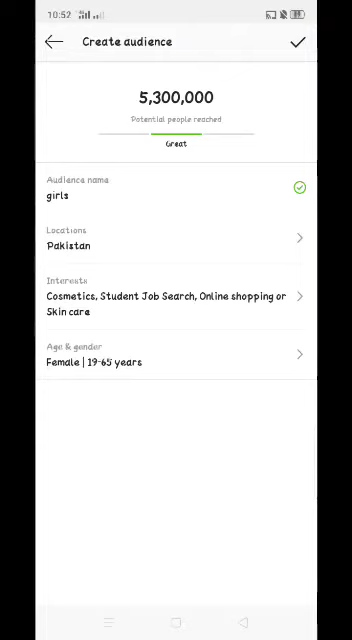 10:52
Create audience
5,300,000
Potential people reached
Great
Audience name
girls
Locations
Pakistan
Interests
Cosmetics, Student Job Search, Online shopping or
Skin care
Age & gender
Female | 19-65 years